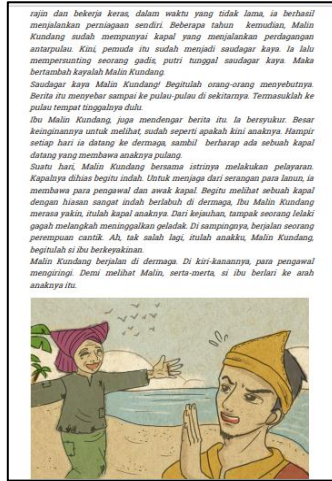 rajin dan bekerja keras, dalam waktu yang tidak lama, ia berhasil
menjalankan perniagaan sendiri. Beberapa tahun kemudian, Malin
Kundang sudah mempunyai kapal yang menjalankan perdagangan
antarpulau. Kini, pemuda itu sudah menjadi saudagar kaya. Ia lalu
mempersunting seorang gadis, putri tunggal saudagar kaya. Maka
bertambah kayalah Malin Kundang.
Saudagar kaya Malin Kundang! Begitulah orang-orang menyebutnya.
Berita itu menyebar sampai ke pulau-pulau di sekitarnya. Termasuklah ke
pulau tempat tinggalnya dulu.
Ibu Malin Kundang, juga mendengar berita itu. Ia bersyukur. Besar
keinginannya untuk melihat, sudah seperti apakah kini anaknya. Hampir
setiap hari ia datang ke dermaga, sambil berharap ada sebuah kapal
datang yang membawa anaknya pulang.
Suatu hari, Malin Kundang bersama istrinya melakukan pelayaran.
Kapalnya dihias begitu indah. Untuk menjaga dari serangan para lanun, ia
membawa para pengawal dan awak kapal. Begitu melihat sebuah kapal
dengan hiasan sangat indah berlabuh di dermaga, Ibu Malin Kundang
merasa yakin, itulah kapal anaknya. Dari kejauhan, tampak seorang lelaki
gagah melangkah meninggalkan geladak. Di sampingnya, berjalan seorang
perempuan cantik. Ah, tak salah lagi, itulah anakku, Malin Kundang,
begitulah si ibu berkeyakinan.
Malin Kundang berjalan di dermaga. Di kiri-kanannya, para pengawal
mengiringi. Demi melihat Malin, serta-merta, si ibu berlari ke arah
anaknya itu.